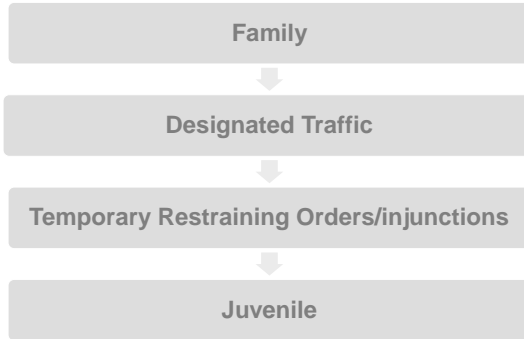 Family
Designated Traffic
Temporary Restraining Orders/injunctions
Juvenile